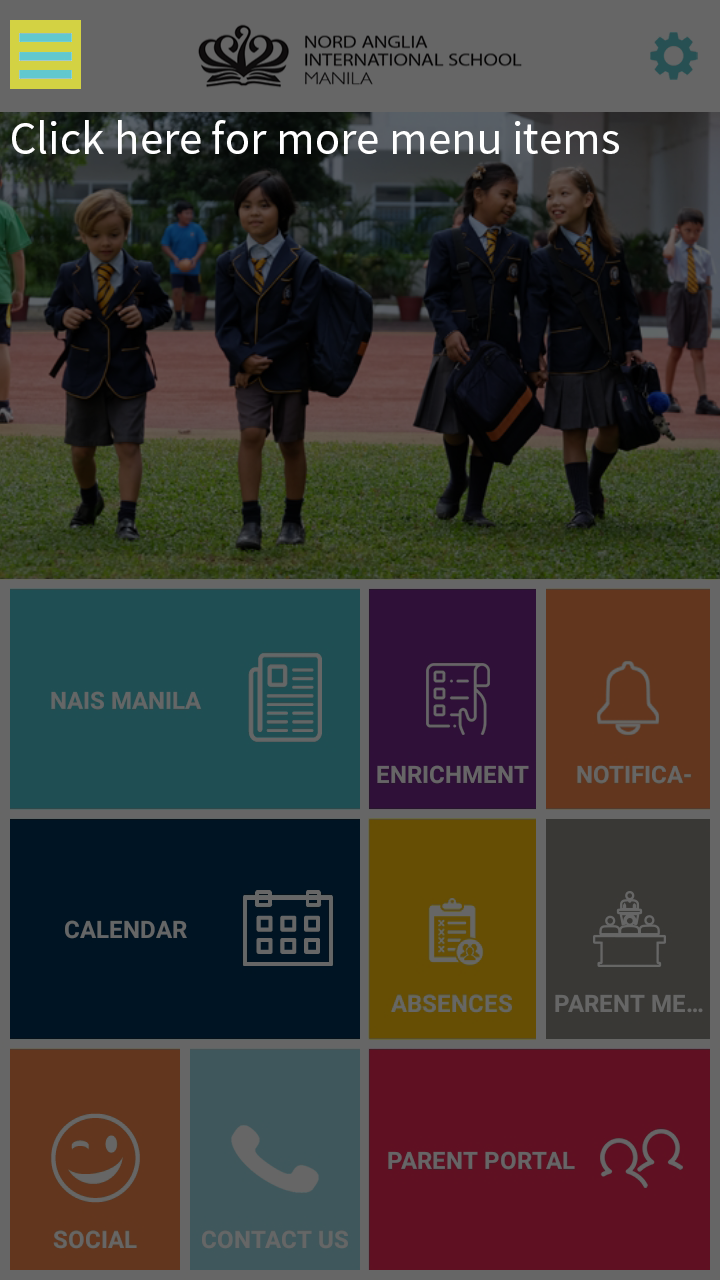 NORD ANGLIA
INTERNATIONAL SCHOOL
MANILA
Click here for more menu items
NAIS MANILA
ENRICHMENT
NOTIFICA-
CALENDAR
ABSENCES
PARENT ME...
SOCIAL
CONTACT US
PARENT PORTAL